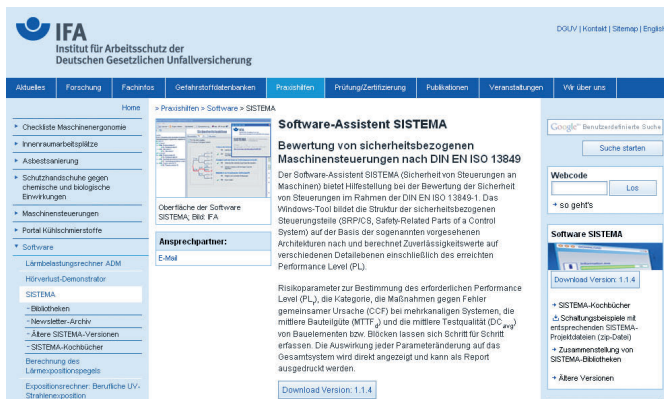 IFA
Institut für Arbeitsschutz der
Deutschen Gesetzlichen Unfallversicherung
DGUV | Kontakt | Sitemap | English
Aktuelles
Forschung
Fachinfos
Gefahrstoffdatenbanken
Praxishilfen
Prüfung/Zertifizierung
Publikationen
Veranstaltungen
Wir über uns
Home
> Praxishilfen > Software > SISTEMA
Checkliste Maschinenergonomie
Innenraumarbeitsplätze
Asbestsanierung
Schutzhandschuhe gegen
chemische und biologische
Einwirkungen
Maschinensteuerungen
Portal Kühlschmierstoffe
Software
Lärmbelastungsrechner ADM
Hörverlust-Demonstrator
SISTEMA
- Bibliotheken
- Newsletter-Archiv
- Ältere SISTEMA-Versionen
- SISTEMA-Kochbücher
Berechnung des
Lärmexpositionspegels
Expositionsrechner: Berufliche UV-
Strahlenexposition
Oberfläche der Software
SISTEMA; Bild: IFA
Ansprechpartner:
E-Mail
Software-Assistent SISTEMA
Bewertung von sicherheitsbezogenen
Maschinensteuerungen nach DIN EN ISO 13849
Der Software-Assistent SISTEMA (Sicherheit von Steuerungen an
Maschinen) bietet Hilfestellung bei der Bewertung der Sicherheit
von Steuerungen im Rahmen der DIN EN ISO 13849-1. Das
Windows-Tool bildet die Struktur der sicherheitsbezogenen
Steuerungsteile (SRP/CS, Safety-Related Parts of a Control
System) auf der Basis der sogenannten vorgesehenen
Architekturen nach und berechnet Zuverlässigkeitswerte auf
verschiedenen Detailebenen einschließlich des erreichten
Performance Level (PL).
Risikoparameter zur Bestimmung des erforderlichen Performance
Level (PLr), die Kategorie, die Maßnahmen gegen Fehler
gemeinsamer Ursache (CCF) bei mehrkanaligen Systemen, die
mittlere Bauteilgüte (MTTFd) und die mittlere Testqualität (DCavg)
von Bauelementen bzw. Blöcken lassen sich Schritt für Schritt
erfassen. Die Auswirkung jeder Parameteränderung auf das
Gesamtsystem wird direkt angezeigt und kann als Report
ausgedruckt werden.
Download Version: 1.1.4
Google™ Benutzerdefinierte Suche
Suche starten
Webcode
Los
so geht's
Software SISTEMA
Download Version: 1.1.4
SISTEMA-Kochbücher
Schaltungsbeispiele mit
entsprechenden SISTEMA-
Projektdateien (zip-Datei)
Zusammenstellung von
SISTEMA-Bibliotheken
Ältere Versionen